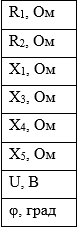 R₁, Ом
R₂, Ом
X₁, Ом
X₃, Ом
X₄, Ом
X₅, Ом
U, В
φ, град